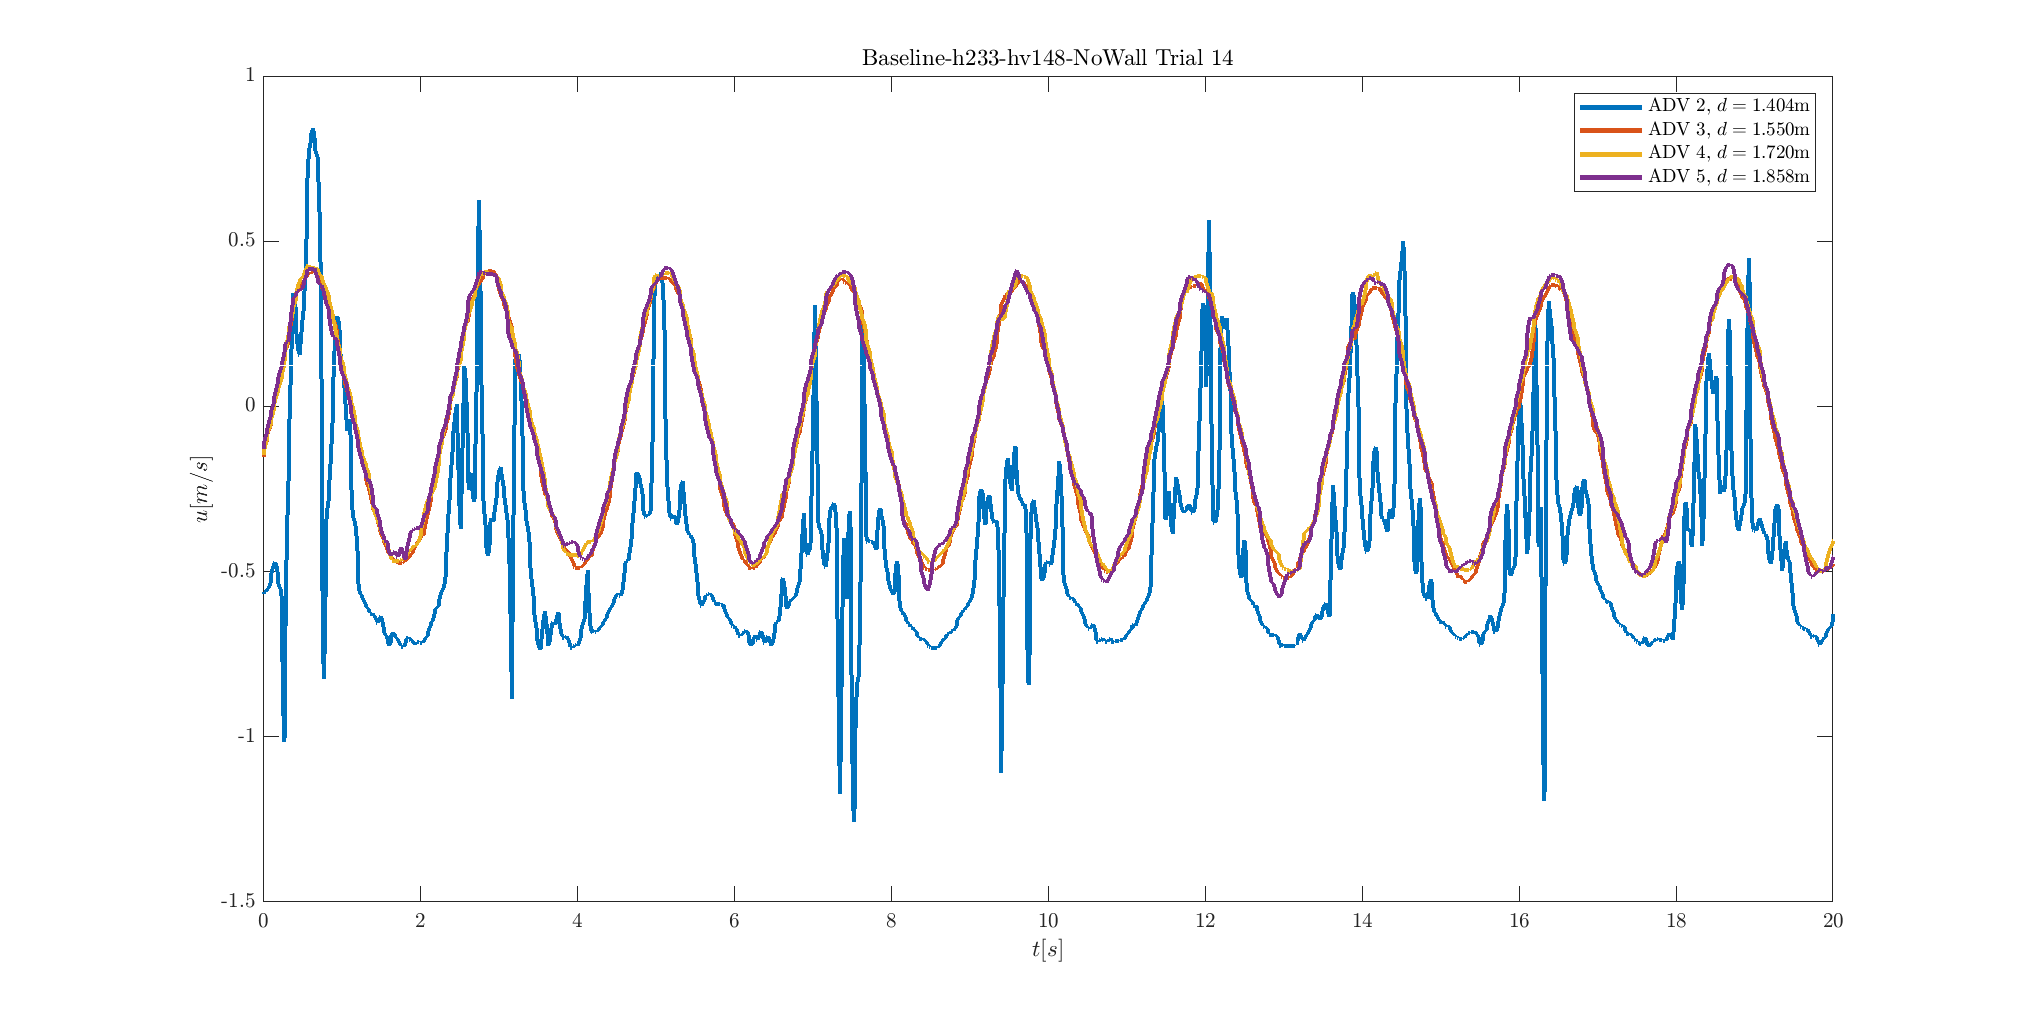 Baseline-h233-hv148-NoWall Trial 14
ADV 2, d = 1.404m
ADV 3, d = 1.550m
ADV 4, d = 1.720m
ADV 5, d = 1.858m
1
0.5
0
-0.5
-1
-1.5
u[m/s]
0 2 4 6 8 10 12 14 16 18 20
t[s]